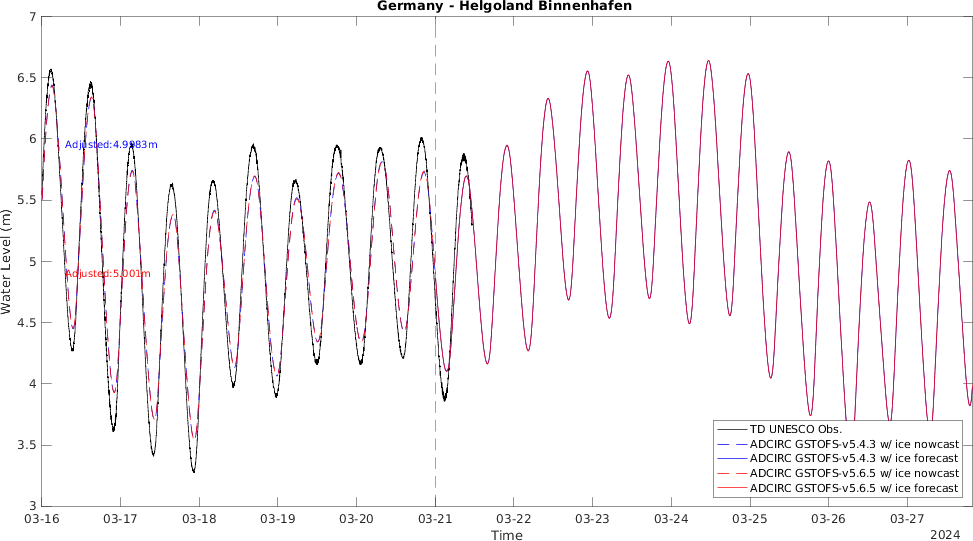 Germany - Helgoland Binnenhafen
7
6.5
6
5.5
5
4.5
4
3.5
3
Water Level (m)
Adjusted:4.9983m
Adjusted:5.001m
TD UNESCO Obs.
ADCIRC GSTOFS-v5.4.3 w/ ice nowcast
ADCIRC GSTOFS-v5.4.3 w/ ice forecast
ADCIRC GSTOFS-v5.6.5 w/ ice nowcast
ADCIRC GSTOFS-v5.6.5 w/ ice forecast
03-16 03-17 03-18 03-19 03-20 03-21 03-22 03-23 03-24 03-25 03-26 03-27
Time
2024